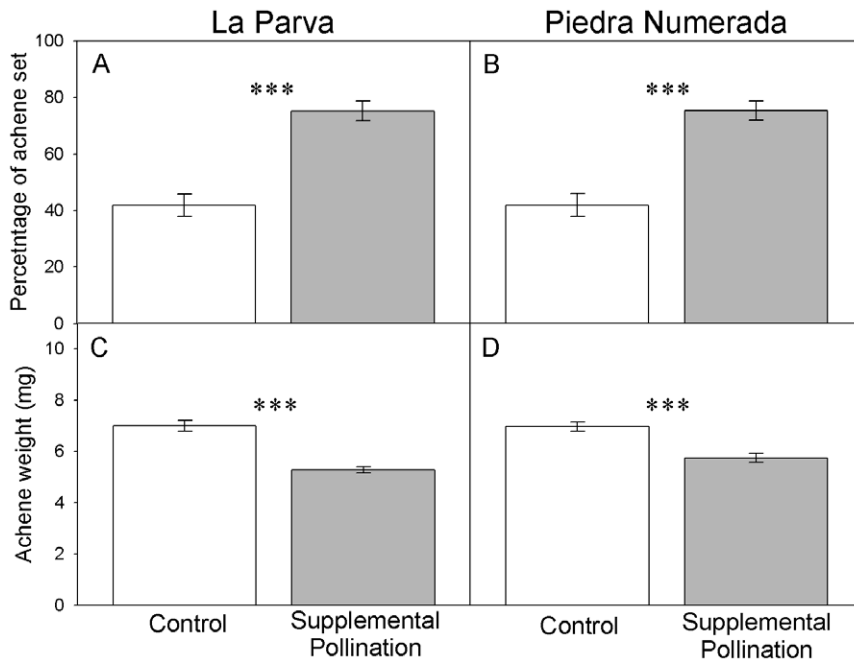 La Parva
Piedra Numerada
Percetntage of achene set
100
80
60
40
20
0
A
***
B
***
Achene weight (mg)
10
8
6
4
2
0
C
***
D
***
Control
Supplemental
Pollination
Control
Supplemental
Pollination